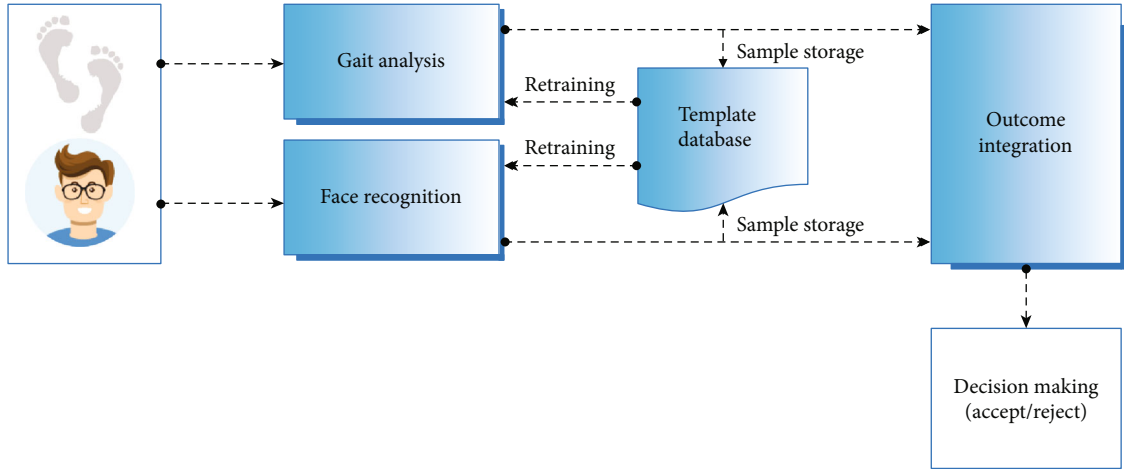 Gait analysis
Sample storage
Retraining
Template
database
Outcome
integration
Retraining
Face recognition
Sample storage
Decision making
(accept/reject)